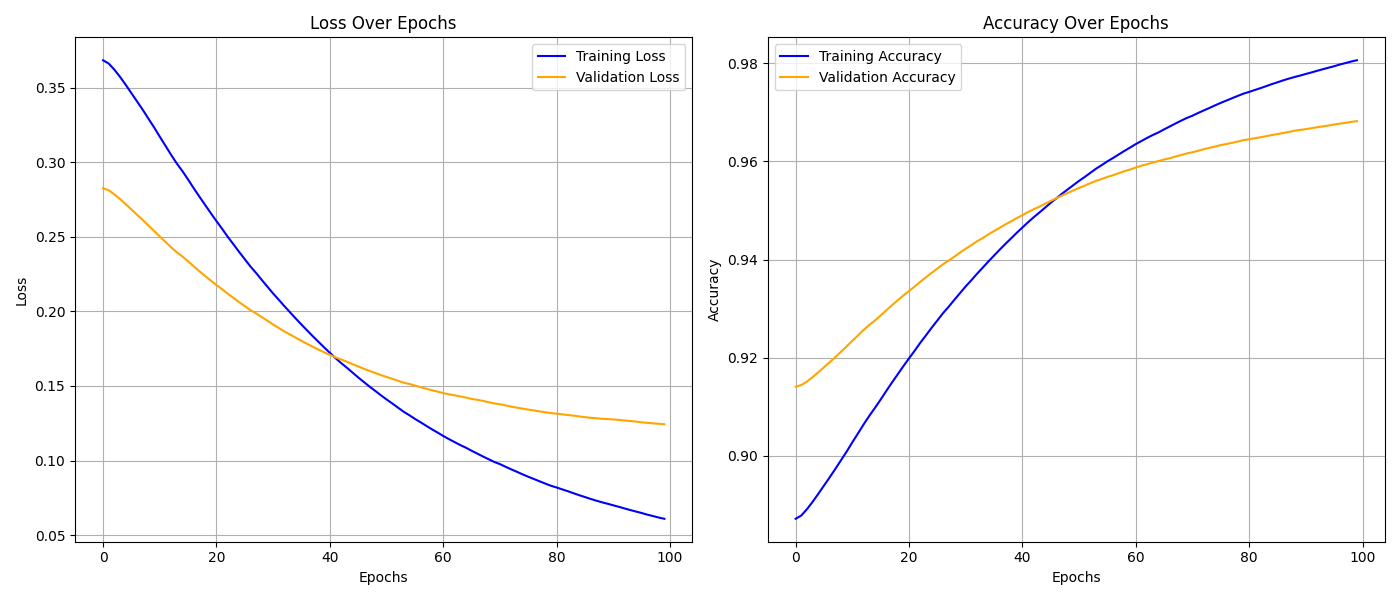 Loss Over Epochs
Training Loss
Validation Loss
0.35
0.30
0.25
0.20
0.15
0.10
0.05
Loss
0 20 40 60 80 100
Epochs
Accuracy Over Epochs
Training Accuracy
Validation Accuracy
0.98
0.96
0.94
0.92
0.90
Accuracy
0 20 40 60 80 100
Epochs